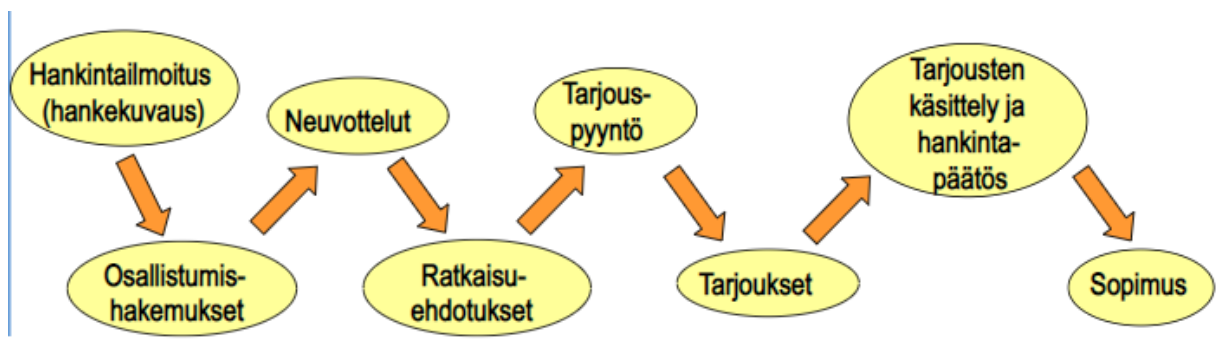 Hankintailmoitus
(hankekuvaus)
Osallistumis-
hakemukset
Neuvottelut
Ratkaisu-
ehdotukset
Tarjous-
pyyntö
Tarjoukset
Tarjousten
käsittely ja
hankinta-
päätös
Sopimus